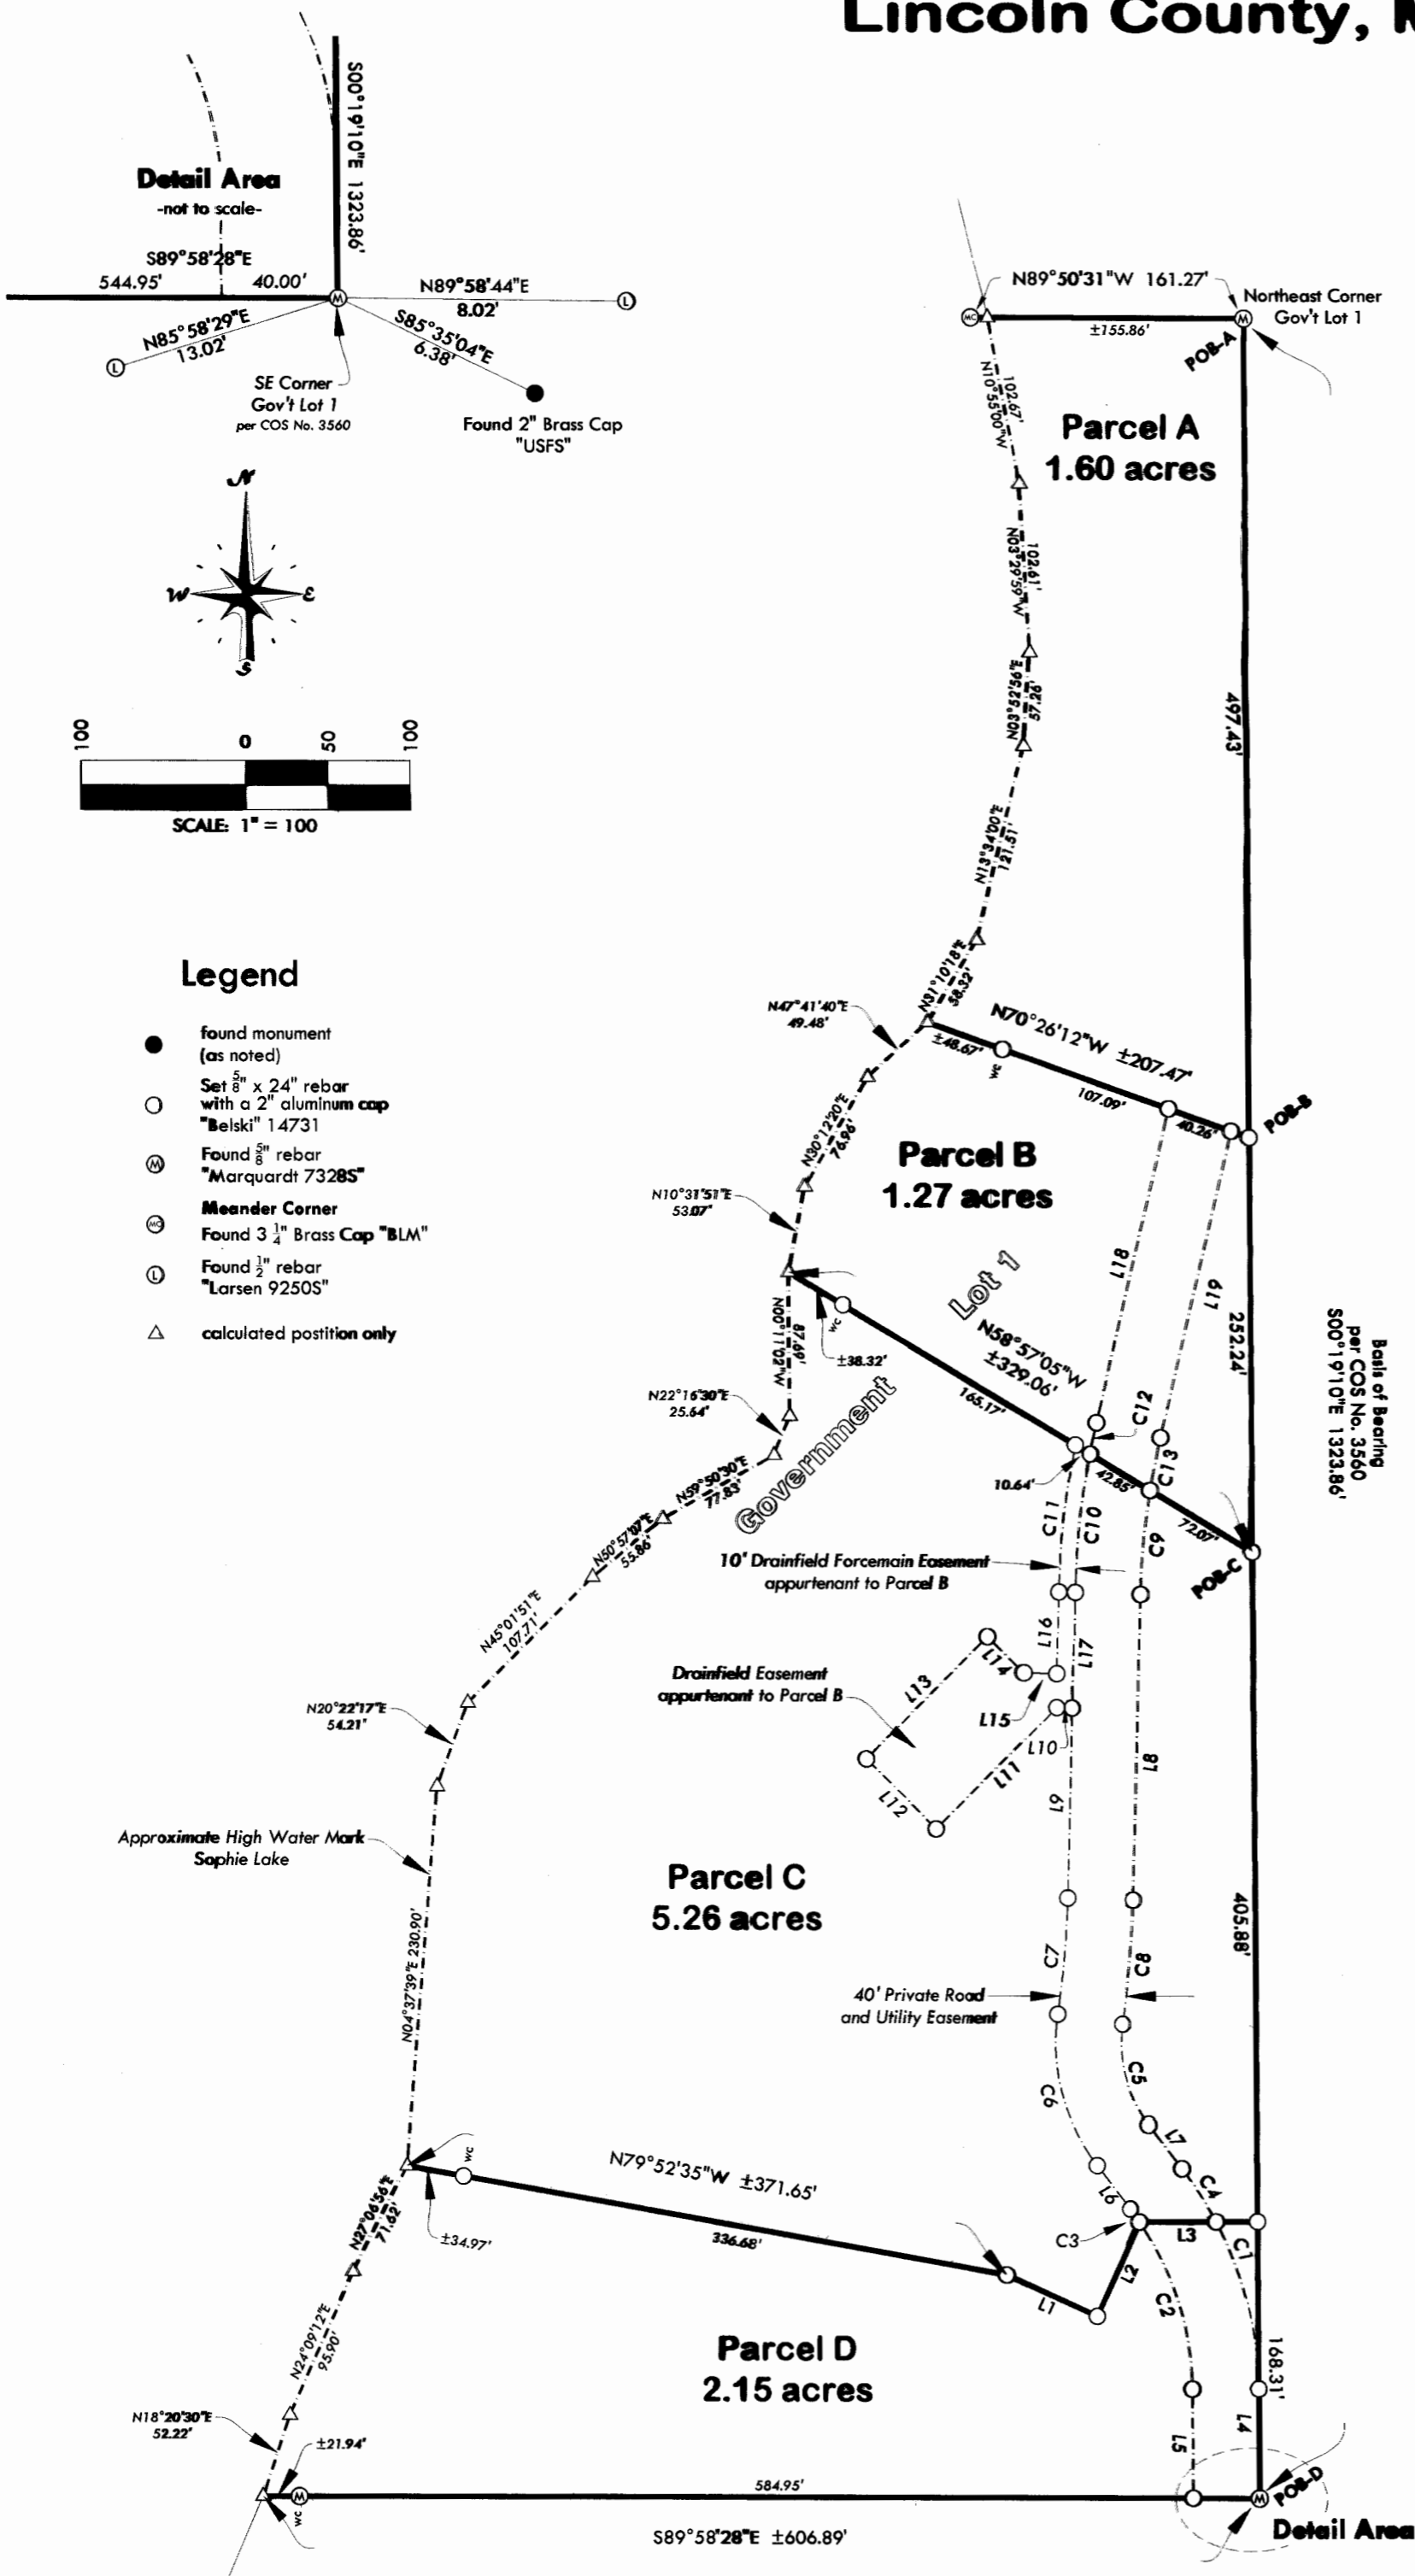 Lincoln County,
Detail Area
-not to scale-
S00°19'10"E 1323.86'
S89°58'28"E
544.95'
40.00'
N89°58'44"E
8.02'
N85°58'29"E
13.02'
S85°35'04"E
6.38'
L
M
L
SE Corner
Gov't Lot 1
per COS No. 3560
Found 2" Brass Cap
"USFS"
N
W
E
S
100
0
50
100
SCALE: 1" = 100
Legend
found monument
(as noted)
Set 5/8" x 24" rebar
with a 2" aluminum cap
"Belski" 14731
M
Found 5/8" rebar
"Marquardt 7328S"
MC
Meander Corner
Found 3 1/4" Brass Cap "BLM"
L
Found 1/2" rebar
"Larsen 9250S"
calculated postition only
N89°50'31"W 161.27'
MC
±155.86'
M
Northeast Corner
Gov't Lot 1
POB-A
102.67'
N10°55'00"W
Parcel A
1.60 acres
102.61'
N03°29'59"W
N03°52'56"E
57.26'
497.43'
N13°34'00"E
121.51'
N31°10'18"E
58.32'
N47°41'40"E
49.48'
N70°26'12"W ±207.47'
±48.67'
WC
107.09'
40.26'
POB-B
N30°12'20"E
76.96'
Parcel B
1.27 acres
N10°31'51"E
53.07'
L18
L19
252.24'
Lot 1
Government
N58°57'05"W
±329.06'
WC
±38.32'
165.17'
87.69'
N00°11'02"W
N22°16'30"E
25.64'
C12
C13
10.64'
42.85'
72.07'
POB-C
Basis of Bearing
per COS No. 3560
S00°19'10"E 1323.86'
N59°50'30"E
77.83'
N50°57'07"E
55.86'
C11
C10
C9
10' Drainfield Forcemain Easement
appurtenant to Parcel B
N45°01'51"E
107.71'
L16
L17
L14
L13
Drainfield Easement
appurtenant to Parcel B
L15
L10
L11
L12
L9
L8
N20°22'17"E
54.21'
Approximate High Water Mark
Sophie Lake
Parcel C
5.26 acres
405.88'
N04°37'39"E 230.90'
C7
C8
40' Private Road
and Utility Easement
C5
C6
L7
C4
L6
WC
N79°52'35"W ±371.65'
336.68'
±34.97'
N27°06'56"E
71.62'
C3
L3
C1
L2
L1
C2
N24°09'12"E
95.90'
Parcel D
2.15 acres
168.31'
N18°20'30"E
52.22'
±21.94'
L5
L4
M
WC
584.95'
M
POB-D
S89°58'28"E ±606.89'
Detail Area